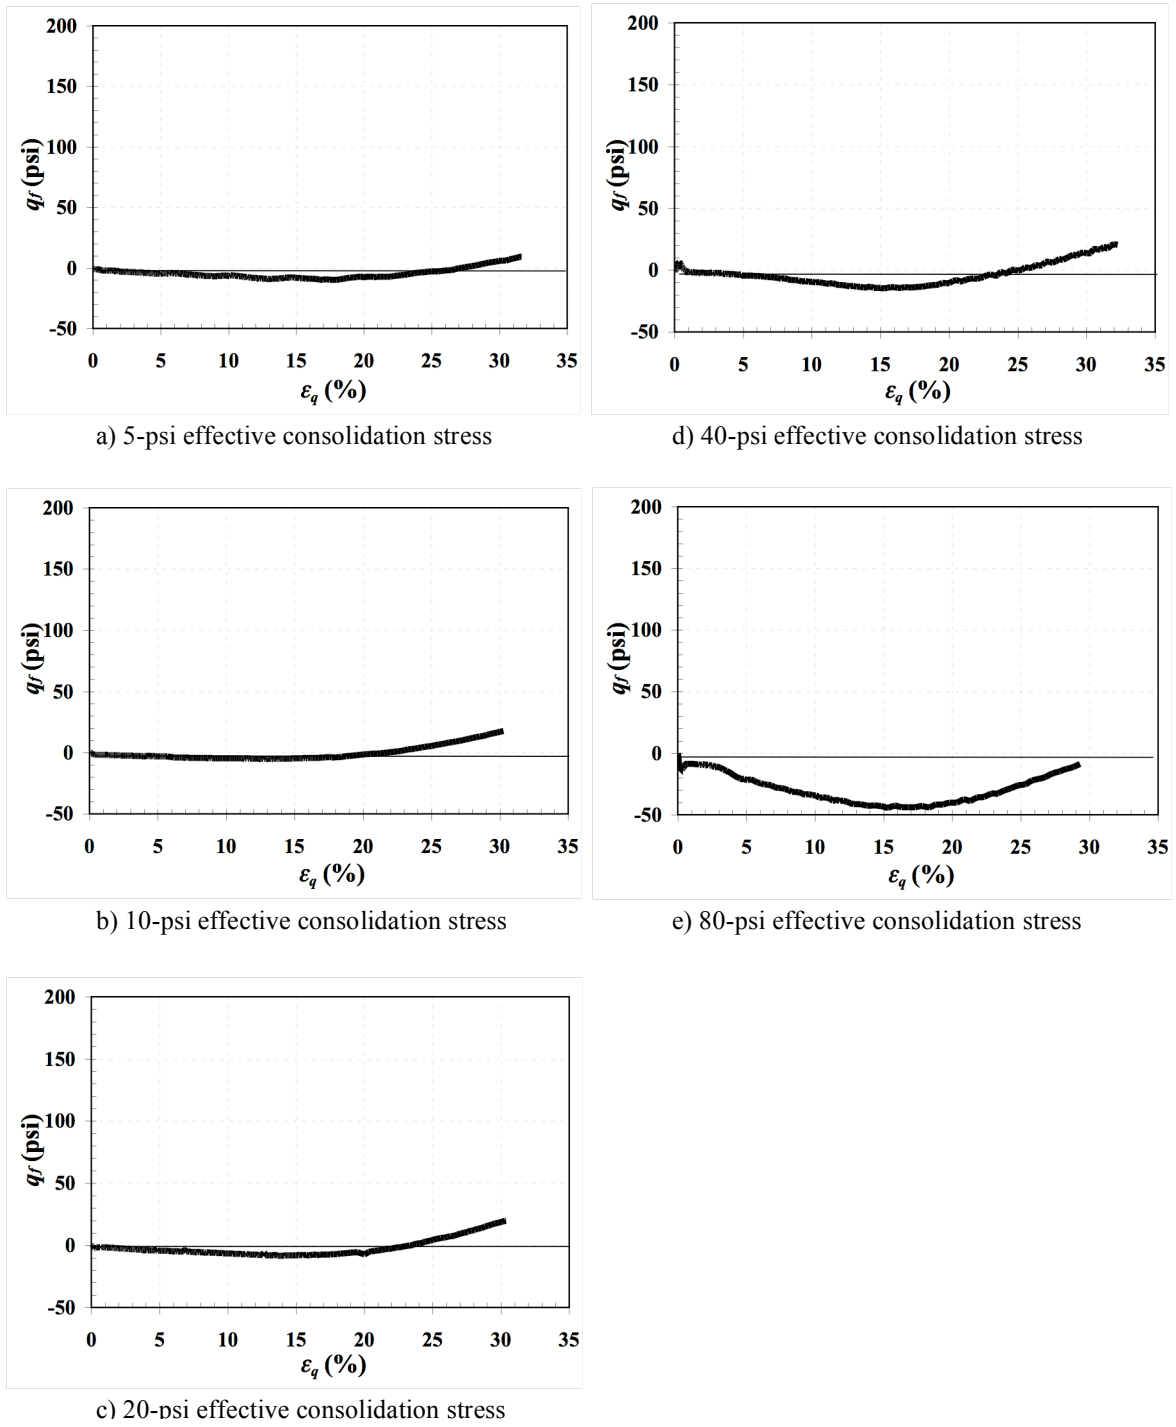 200
150
100
50
0
-50
q_f (psi)
0 5 10 15 20 25 30 35
ε_q (%)
a) 5-psi effective consolidation stress
200
150
100
50
0
-50
q_f (psi)
0 5 10 15 20 25 30 35
ε_q (%)
b) 10-psi effective consolidation stress
200
150
100
50
0
-50
q_f (psi)
0 5 10 15 20 25 30 35
ε_q (%)
c) 20-psi effective consolidation stress
200
150
100
50
0
-50
q_f (psi)
0 5 10 15 20 25 30 35
ε_q (%)
d) 40-psi effective consolidation stress
200
150
100
50
0
-50
q_f (psi)
0 5 10 15 20 25 30 35
ε_q (%)
e) 80-psi effective consolidation stress